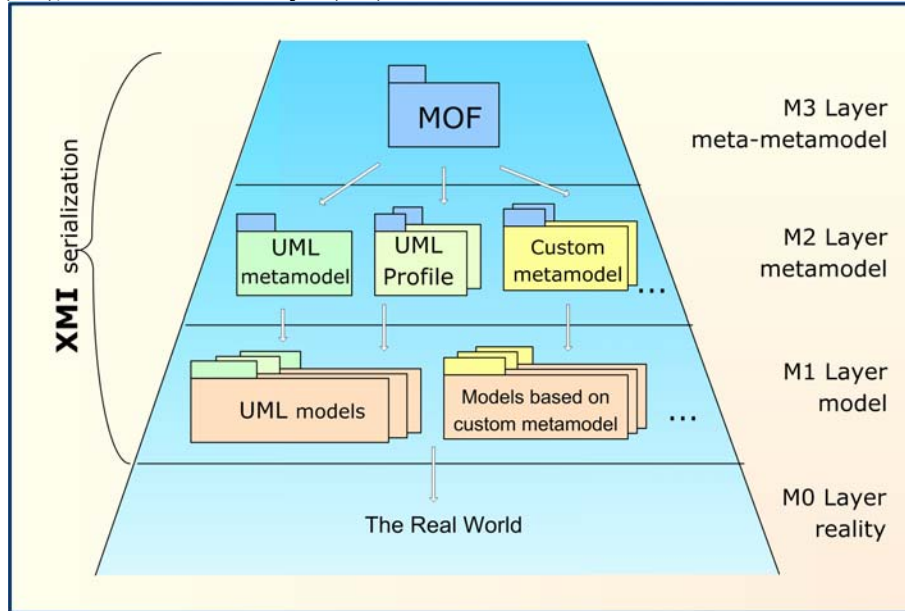 MOF
M3 Layer
meta-metamodel
UML
metamodel
UML
Profile
Custom
metamodel
...
M2 Layer
metamodel
XMI serialization
UML models
Models based on
custom metamodel
...
M1 Layer
model
The Real World
M0 Layer
reality